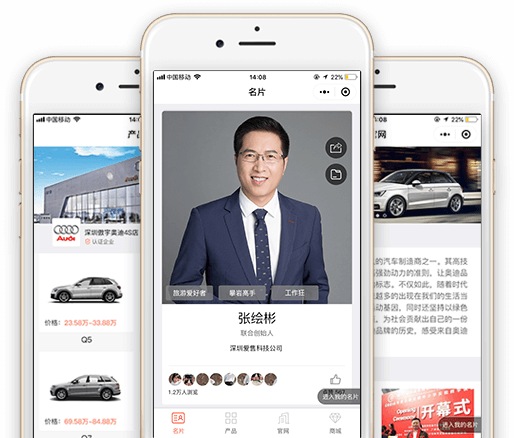 中国移动
14:08
22%
名片
旅游爱好者
攀岩高手
工作狂
张绘彬
联合创始人
深圳爱售科技公司
1.2万人浏览
进入我的名片
名片
产品
官网
商城
中国移动
14:
产
Audi
深圳傲宇奥迪4S店
认证企业
价格：23.58万-33.88万
Q5
价格：69.58万-84.88万
22%
官网
的汽车制造商之一。其高技
强劲动力的准则，让奥迪品
标志，不仅如此，随着时代
越多的出现在我们的生活当
动基因，同时还坚持以绿色
，为社会贡献出自己的一份
品牌的历史，感受来自奥迪
Opening
Ceremony
开幕式
进入我的名片